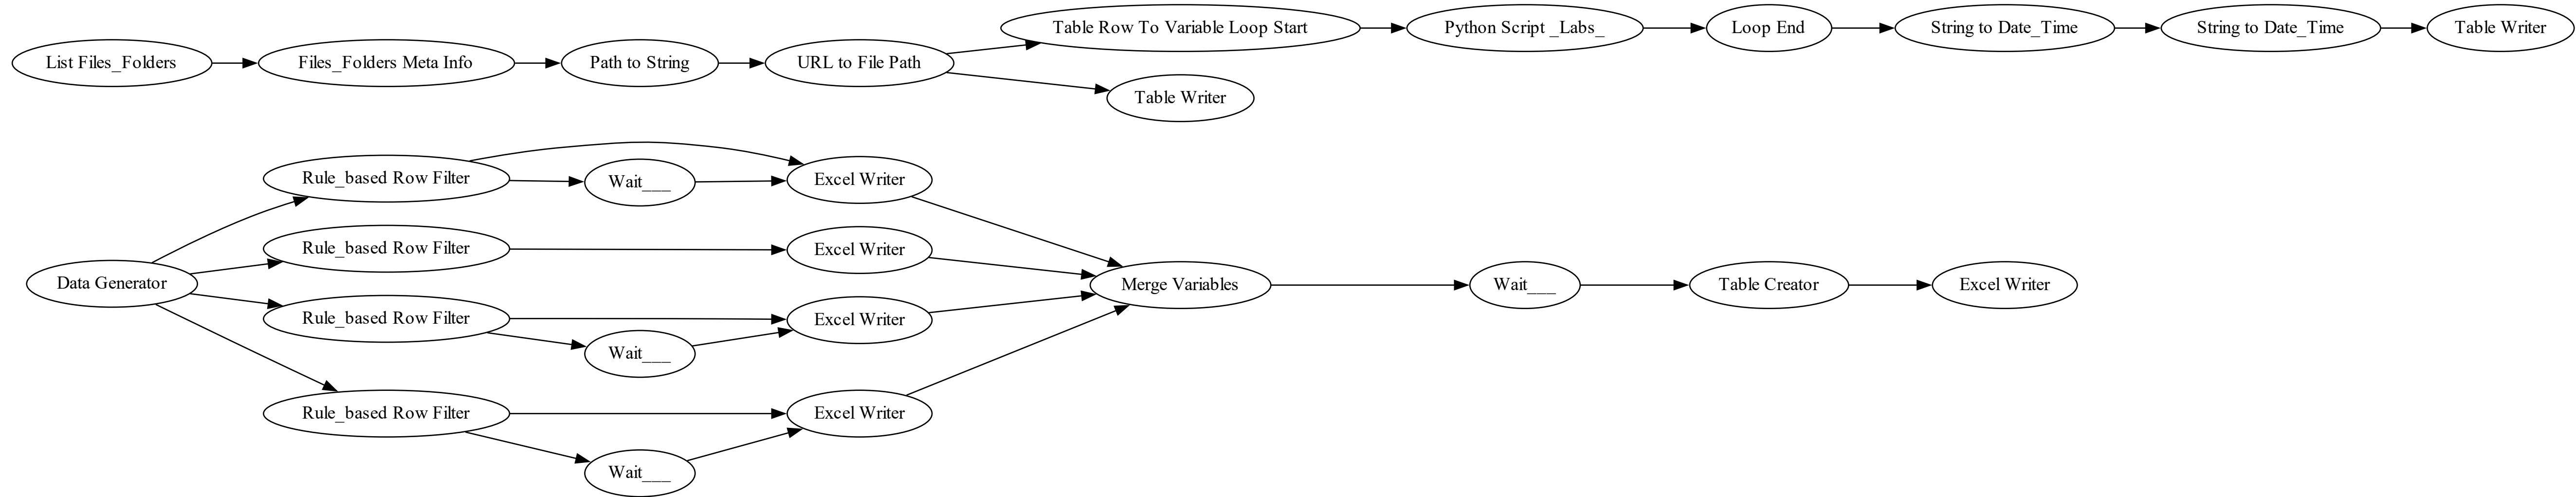 List Files_Folders
Files_Folders Meta Info
Path to String
URL to File Path
Table Row To Variable Loop Start
Python Script _Labs_
Loop End
String to Date_Time
String to Date_Time
Table Writer
Table Writer
Data Generator
Rule_based Row Filter
Wait___
Excel Writer
Rule_based Row Filter
Excel Writer
Rule_based Row Filter
Wait___
Excel Writer
Rule_based Row Filter
Wait___
Excel Writer
Merge Variables
Wait___
Table Creator
Excel Writer